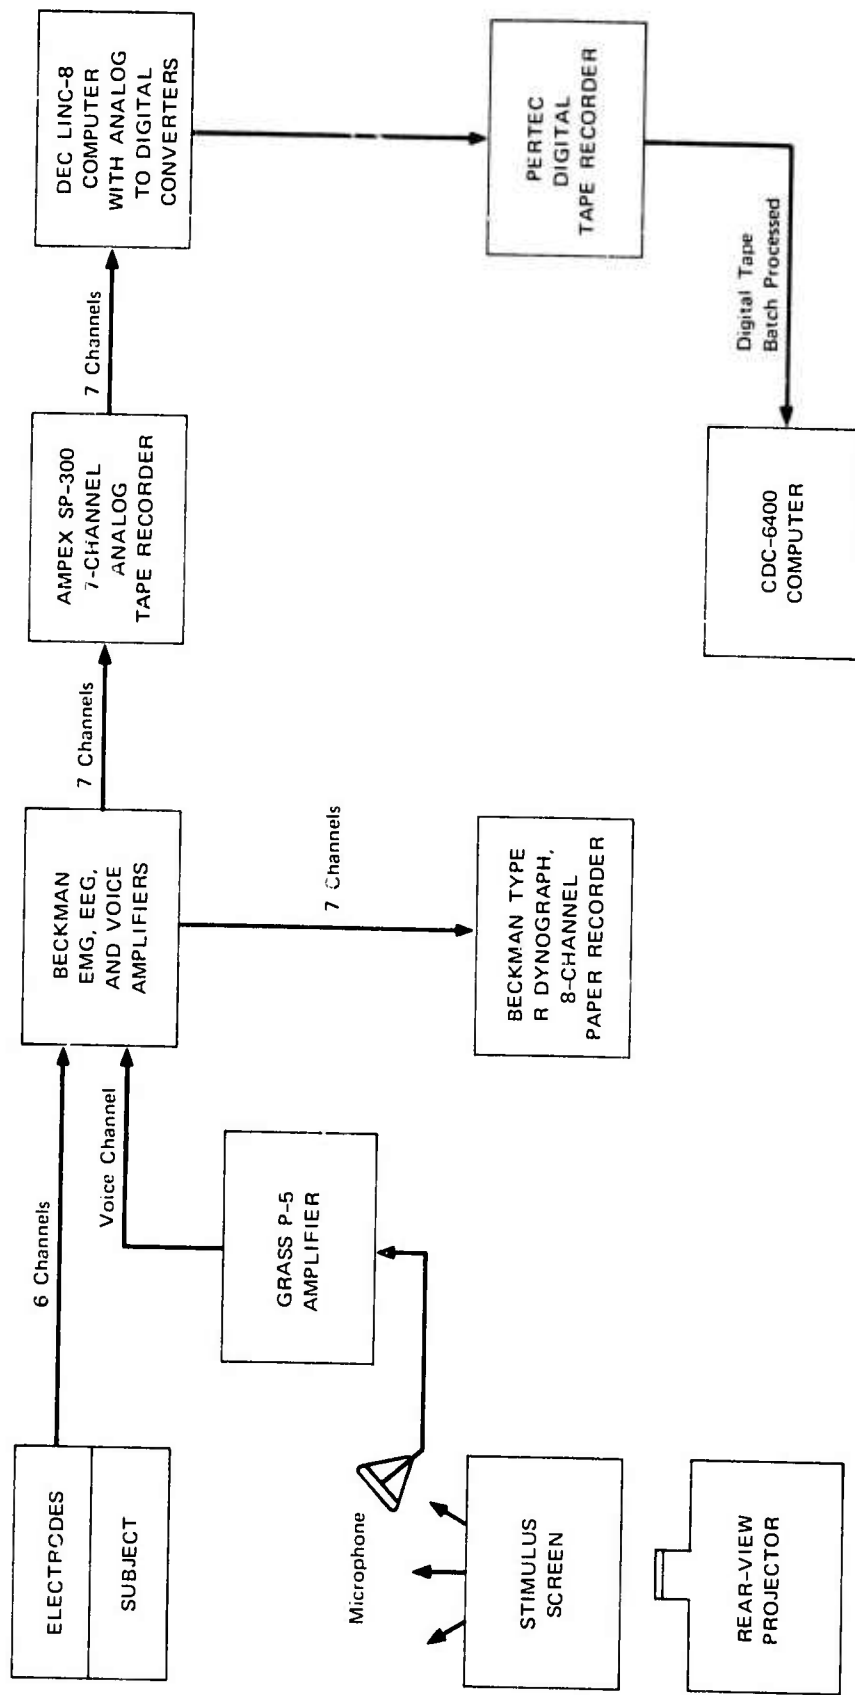 ELECTRODES
SUBJECT
6 Channels
Voice Channel
Microphone
STIMULUS
SCREEN
REAR-VIEW
PROJECTOR
GRASS P-5
AMPLIFIER
BECKMAN
EMG, EEG,
AND VOICE
AMPLIFIERS
7 Channels
7 Channels
BECKMAN TYPE
R DYNOGRAPH,
8-CHANNEL
PAPER RECORDER
AMPEX SP-300
7-CHANNEL
ANALOG
TAPE RECORDER
7 Channels
DEC LINC-8
COMPUTER
WITH ANALOG
TO DIGITAL
CONVERTERS
PERTEC
DIGITAL
TAPE RECORDER
Digital Tape
Batch Processed
CDC-6400
COMPUTER